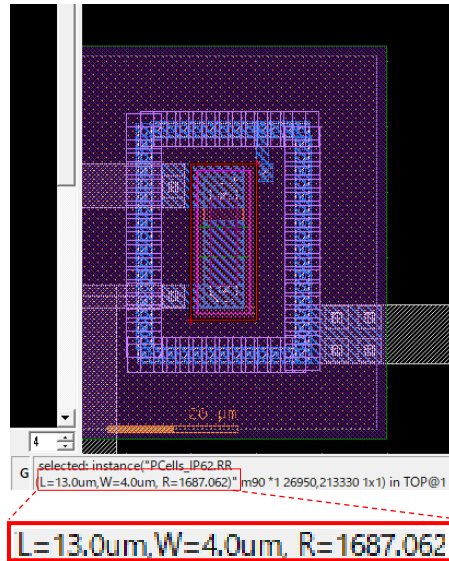 20 µm
4
G
selected: instance("PCells_IP62.RR
(L=13.0um,W=4.0um, R=1687.062)" m90 *1 26950,213330 1x1) in TOP@1
L=13.0um,W=4.0um, R=1687.062